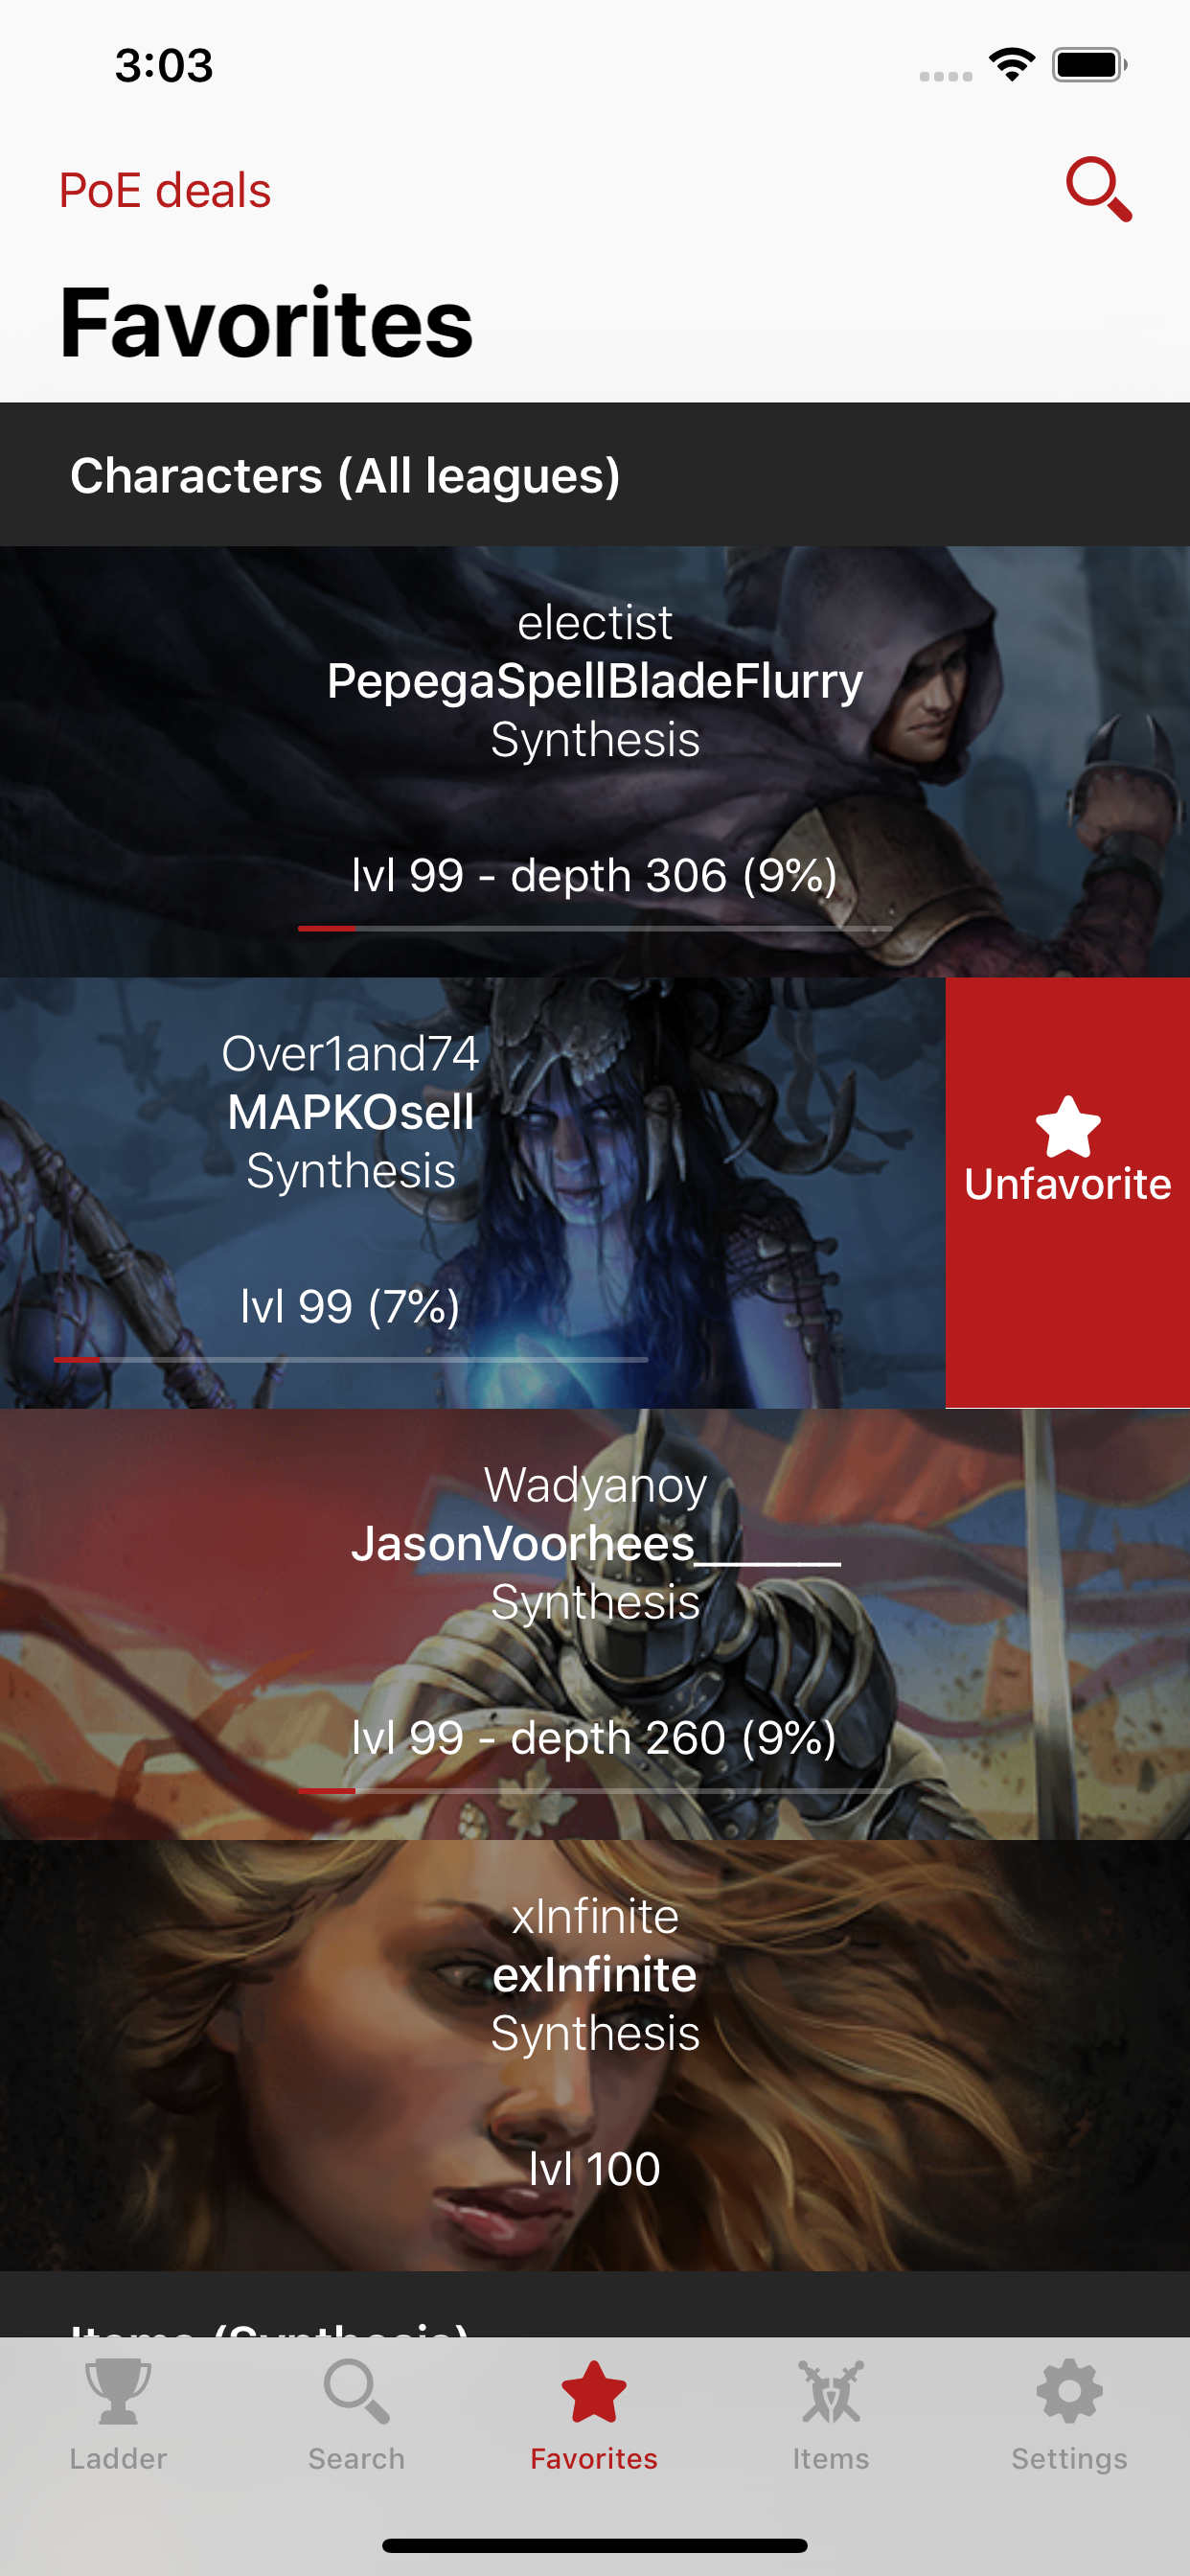 3:03
PoE deals
Favorites
Characters (All leagues)
electist
PepegaSpellBladeFlurry
Synthesis
lvl 99 - depth 306 (9%)
Over1and74
MAPKOsell
Synthesis
lvl 99 (7%)
Unfavorite
Wadyanoy
JasonVoorhees______
Synthesis
lvl 99 - depth 260 (9%)
xInfinite
exInfinite
Synthesis
lvl 100
Items (Synthesis)
Ladder
Search
Favorites
Items
Settings